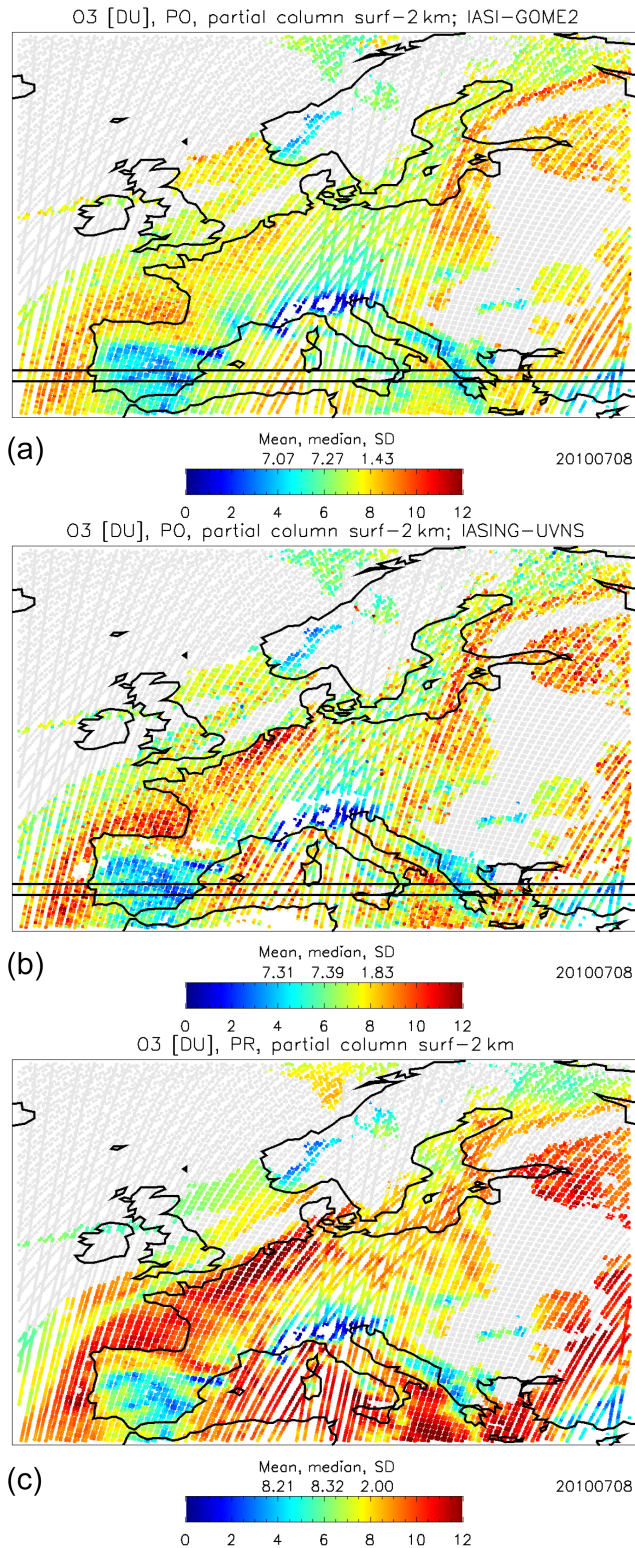 O3 [DU], PO, partial column surf-2 km; IASI-GOME2
(a)
Mean, median, SD
7.07 7.27 1.43
20100708
0 2 4 6 8 10 12
O3 [DU], PO, partial column surf-2 km; IASING-UVNS
(b)
Mean, median, SD
7.31 7.39 1.83
20100708
0 2 4 6 8 10 12
O3 [DU], PR, partial column surf-2 km
(c)
Mean, median, SD
8.21 8.32 2.00
20100708
0 2 4 6 8 10 12